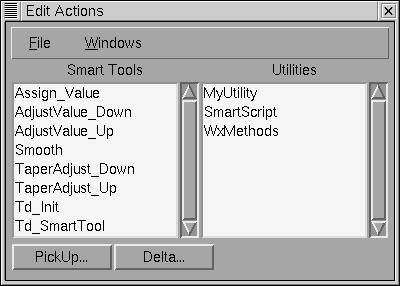 Edit Actions
File Windows
Smart Tools Utilities
Assign_Value MyUtility
AdjustValue_Down SmartScript
AdjustValue_Up WxMethods
Smooth
TaperAdjust_Down
TaperAdjust_Up
Td_Init
Td_SmartTool
PickUp... Delta...